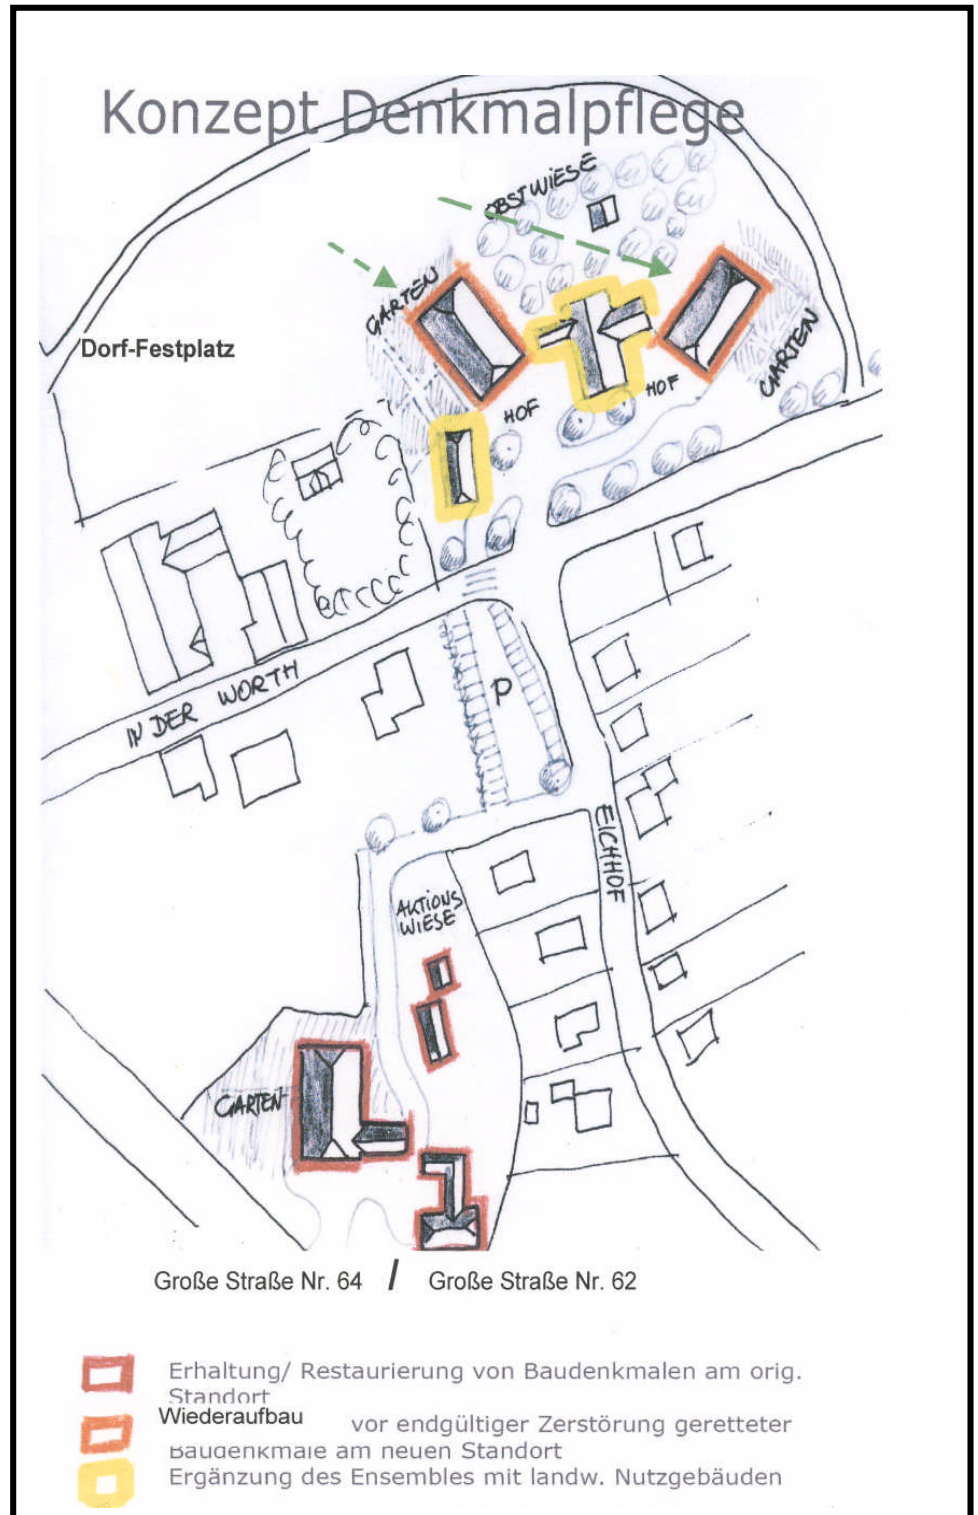 Konzept Denkmalpflege
OBSTWIESE
GARTEN
Dorf-Festplatz
GARTEN
HOF
HOF
IN DER WORTH
P
EICHHOF
AKTIONS
WIESE
GARTEN
Große Straße Nr. 64 / Große Straße Nr. 62
Erhaltung/ Restaurierung von Baudenkmalen am orig.
Standort
Wiederaufbau vor endgültiger Zerstörung geretteter
Baudenkmale am neuen Standort
Ergänzung des Ensembles mit landw. Nutzgebäuden